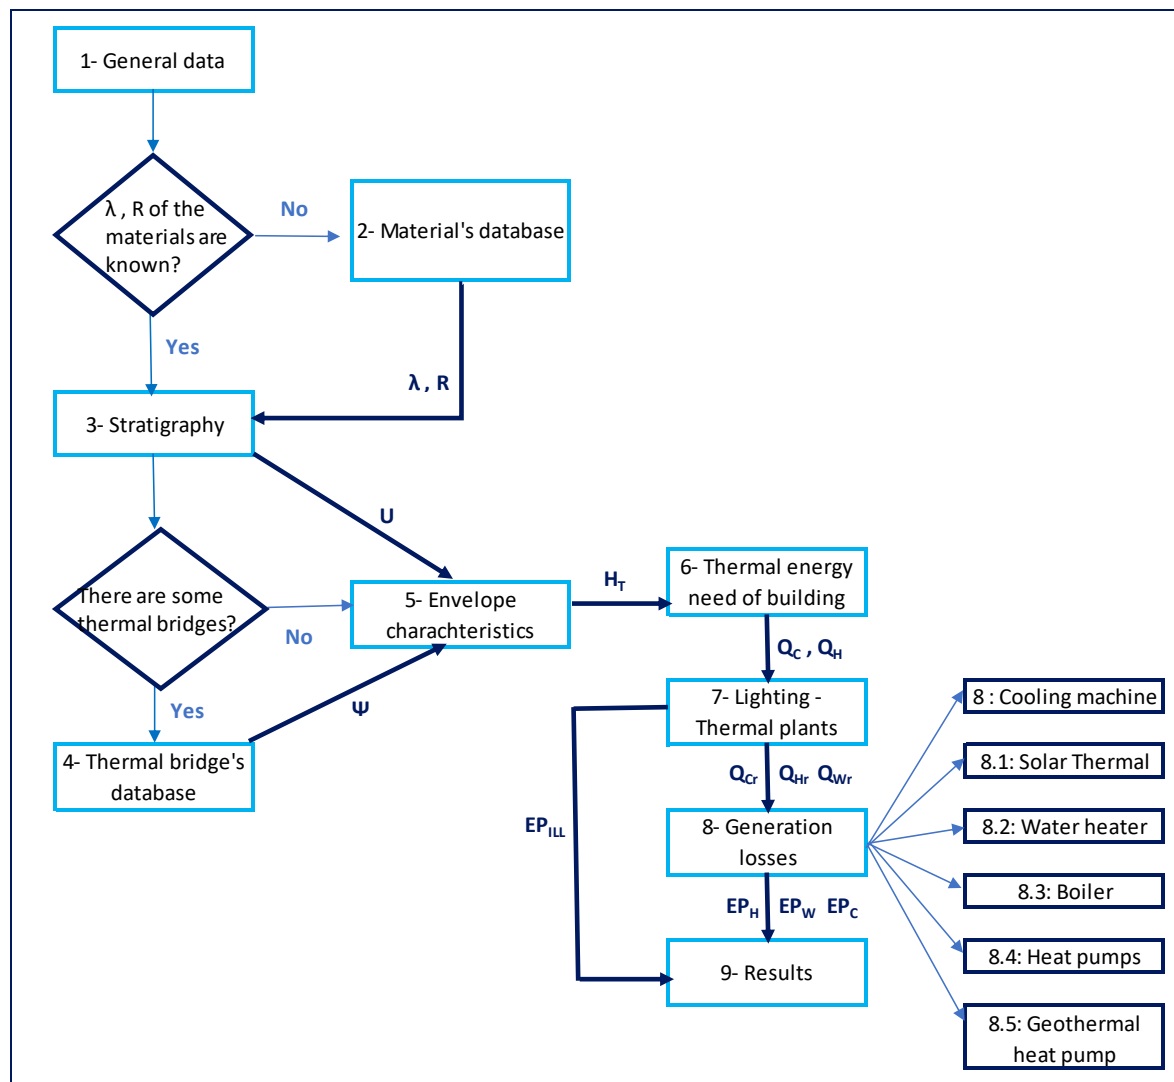 1- General data
λ , R of the
materials are
known?
No
2- Material's database
Yes
λ , R
3- Stratigraphy
U
There are some
thermal bridges?
No
5- Envelope
charachteristics
H_T
6- Thermal energy
need of building
Yes
Ψ
4- Thermal bridge's
database
Q_C , Q_H
7- Lighting -
Thermal plants
Q_Cr Q_Hr Q_Wr
EP_ILL
8- Generation
losses
EP_H EP_W EP_C
9- Results
8 : Cooling machine
8.1: Solar Thermal
8.2: Water heater
8.3: Boiler
8.4: Heat pumps
8.5: Geothermal
heat pump